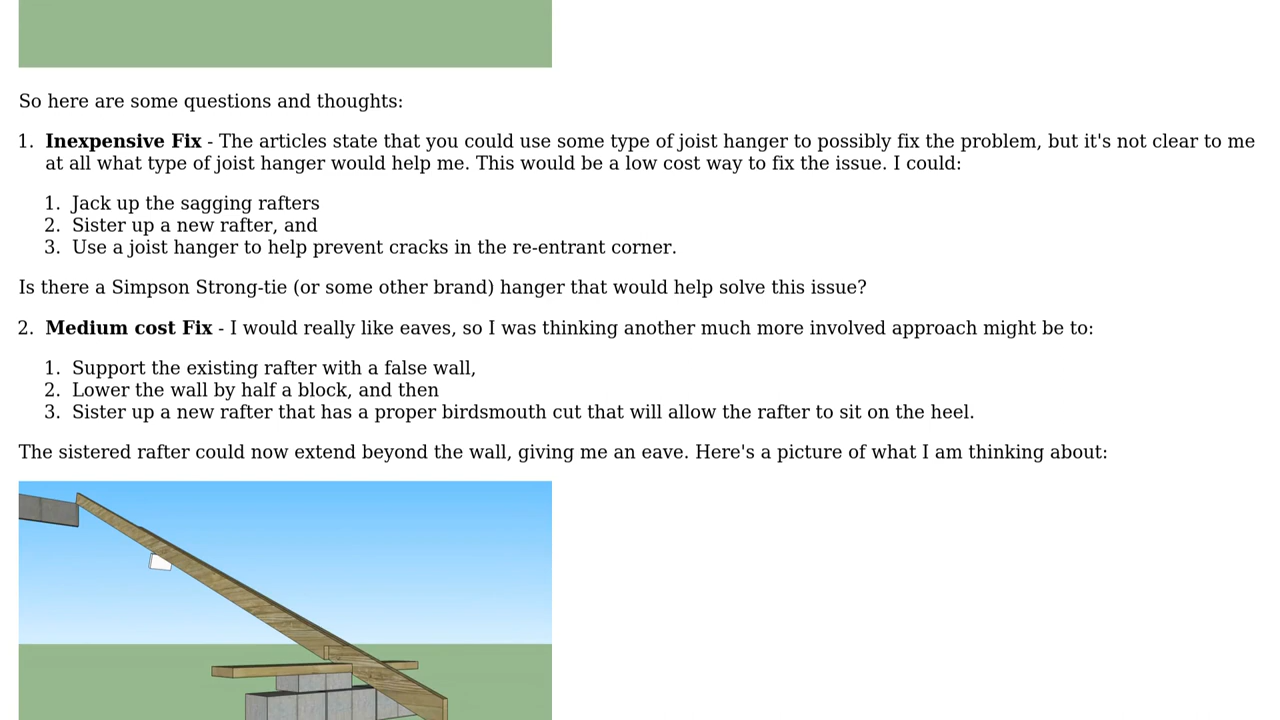 So here are some questions and thoughts:
1. Inexpensive Fix - The articles state that you could use some type of joist hanger to possibly fix the problem, but it's not clear to me
at all what type of joist hanger would help me. This would be a low cost way to fix the issue. I could:
1. Jack up the sagging rafters
2. Sister up a new rafter, and
3. Use a joist hanger to help prevent cracks in the re-entrant corner.
Is there a Simpson Strong-tie (or some other brand) hanger that would help solve this issue?
2. Medium cost Fix - I would really like eaves, so I was thinking another much more involved approach might be to:
1. Support the existing rafter with a false wall,
2. Lower the wall by half a block, and then
3. Sister up a new rafter that has a proper birdsmouth cut that will allow the rafter to sit on the heel.
The sistered rafter could now extend beyond the wall, giving me an eave. Here's a picture of what I am thinking about: